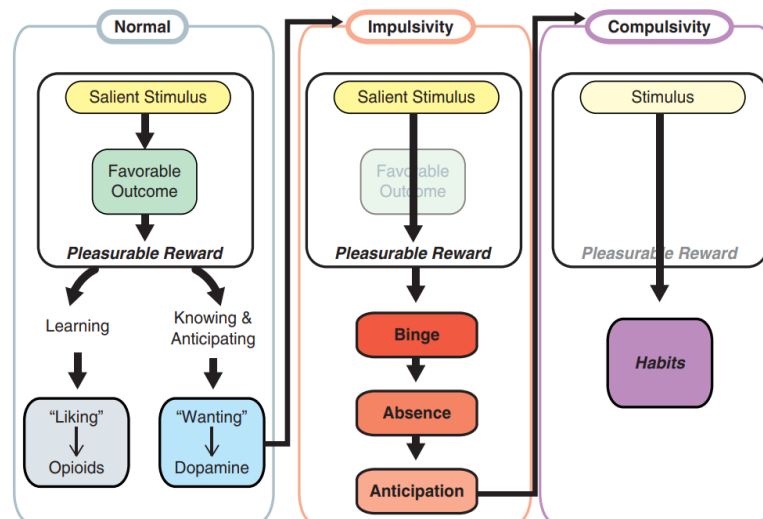 Normal
Salient Stimulus
Favorable
Outcome
Pleasurable Reward
Learning
Knowing &
Anticipating
“Liking”
Opioids
“Wanting”
Dopamine
Impulsivity
Salient Stimulus
Favorable
Outcome
Pleasurable Reward
Binge
Absence
Anticipation
Compulsivity
Stimulus
Pleasurable Reward
Habits